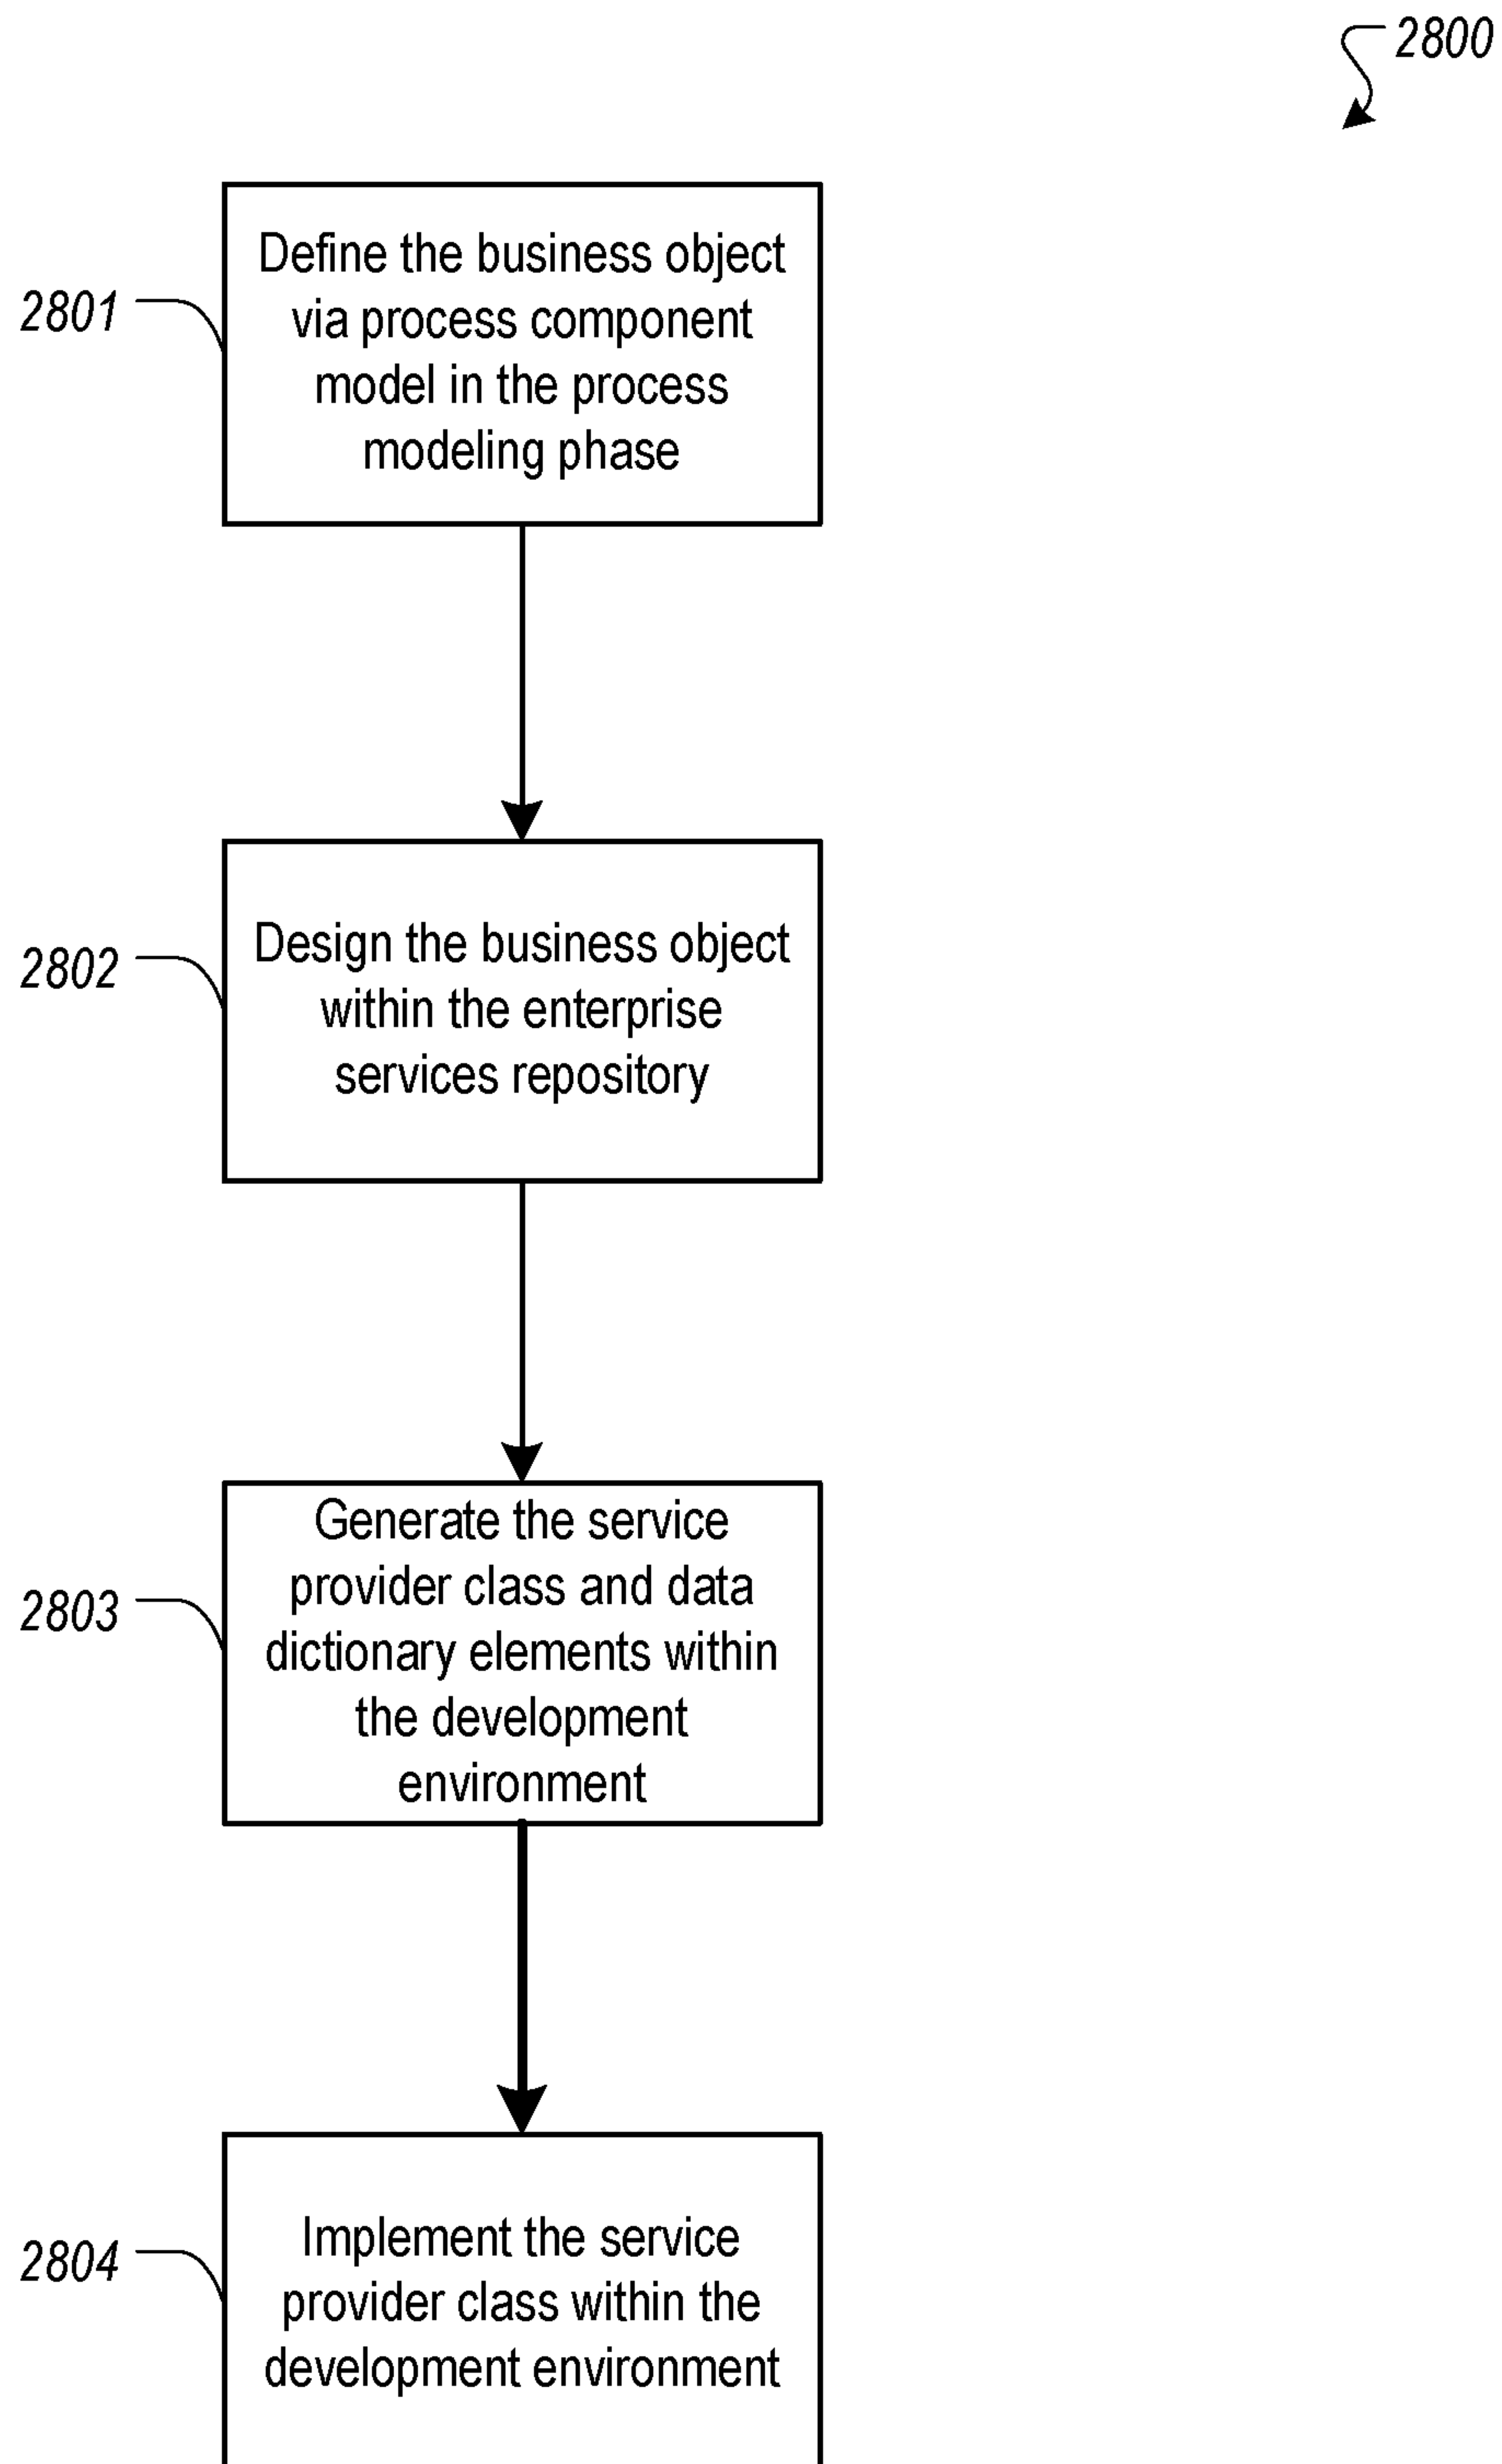 2800
2801
Define the business object
via process component
model in the process
modeling phase
2802
Design the business object
within the enterprise
services repository
2803
Generate the service
provider class and data
dictionary elements within
the development
environment
2804
Implement the service
provider class within the
development environment